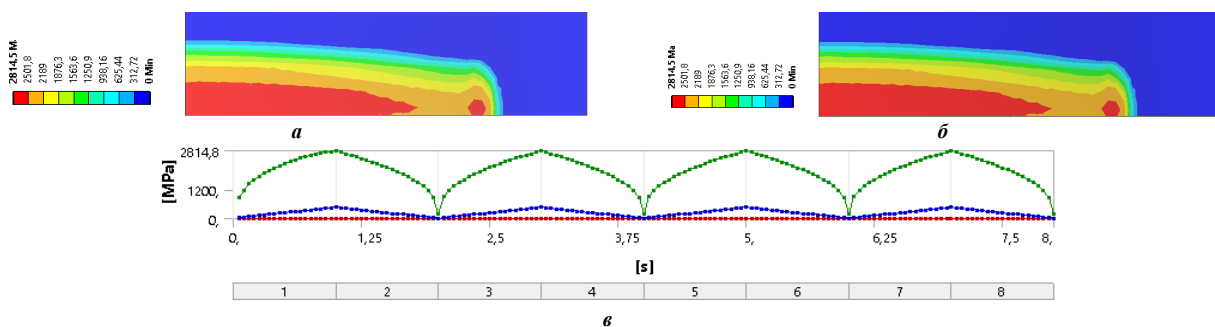 2814.5 M
2501,8
2189
1876,3
1563,6
1250,9
938,16
625,44
312,72
0 Min
2814,5 Ma
2501,8
2189
1876,3
1563,6
1250,9
938,16
625,44
312,72
0 Min
а
б
[MPa]
2814,8
1200,
0,
0, 1,25 2,5 3,75 5, 6,25 7,5 8,
[s]
1 2 3 4 5 6 7 8
в